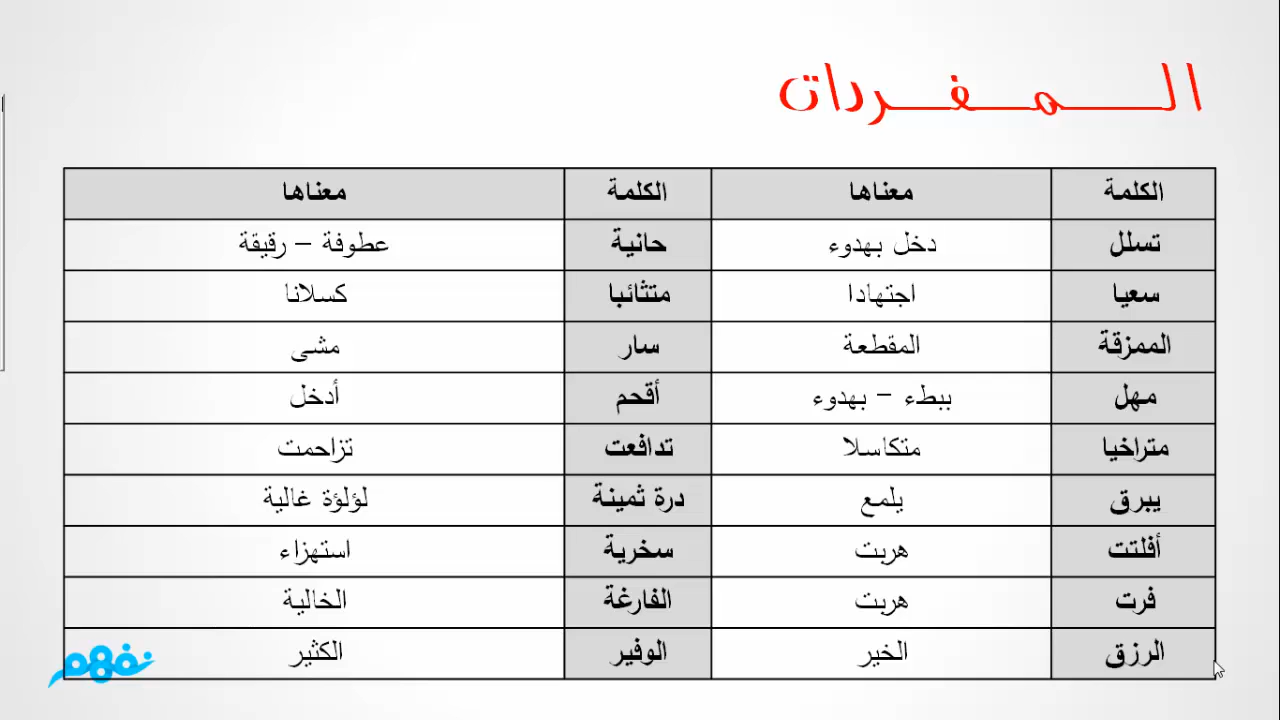 المفردات
الكلمة معناها الكلمة معناها
تسلل دخل بهدوء حانية عطوفة – رقيقة
سعيا اجتهادا متثائبا كسلانا
الممزقة المقطعة سار مشى
مهل ببطء – بهدوء أقحم أدخل
متراخيا متكاسلا تدافعت تزاحمت
يبرق يلمع درة ثمينة لؤلؤة غالية
أفلتت هربت سخرية استهزاء
فرت هربت الفارغة الخالية
الرزق الخير الوفير الكثير
نفهم